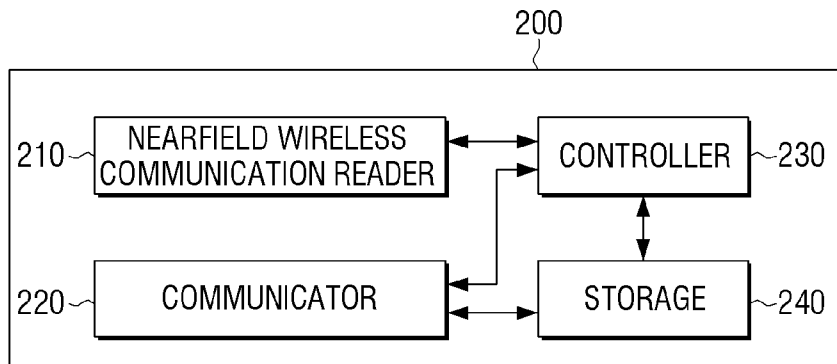 200
210
NEARFIELD WIRELESS
COMMUNICATION READER
CONTROLLER
230
220
COMMUNICATOR
STORAGE
240